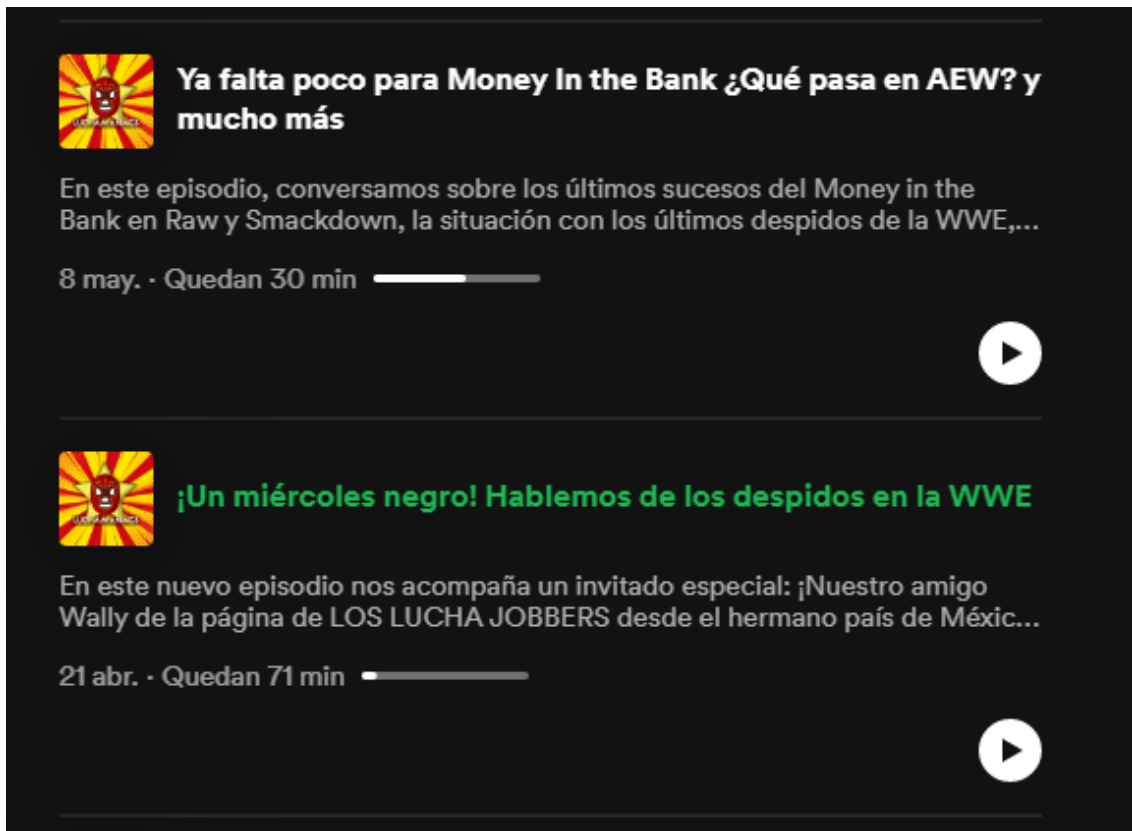 Ya falta poco para Money In the Bank ¿Qué pasa en AEW? y
mucho más
En este episodio, conversamos sobre los últimos sucesos del Money in the
Bank en Raw y Smackdown, la situación con los últimos despidos de la WWE,...
8 may. · Quedan 30 min
¡Un miércoles negro! Hablemos de los despidos en la WWE
En este nuevo episodio nos acompaña un invitado especial: ¡Nuestro amigo
Wally de la página de LOS LUCHA JOBBERS desde el hermano país de Méxic...
21 abr. · Quedan 71 min